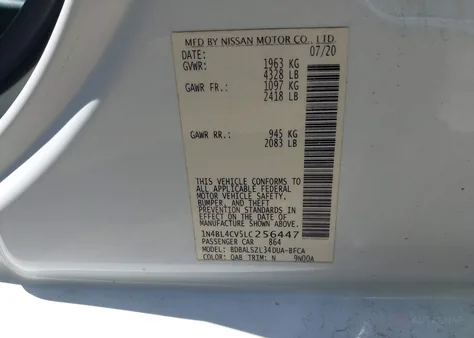 MFD BY NISSAN MOTOR CO., LTD.
DATE: 07/20
GVWR: 1963 KG
4328 LB
GAWR FR.: 1097 KG
2418 LB
GAWR RR.: 945 KG
2083 LB
THIS VEHICLE CONFORMS TO
ALL APPLICABLE FEDERAL
MOTOR VEHICLE SAFETY,
BUMPER, AND THEFT
PREVENTION STANDARDS IN
EFFECT ON THE DATE OF
MANUFACTURE SHOWN ABOVE.
1N4BL4CV5LC256447
PASSENGER CAR 864
MODEL: BDBALSZL34DUA-BFCA
COLOR: QAB TRIM: N 9N00A